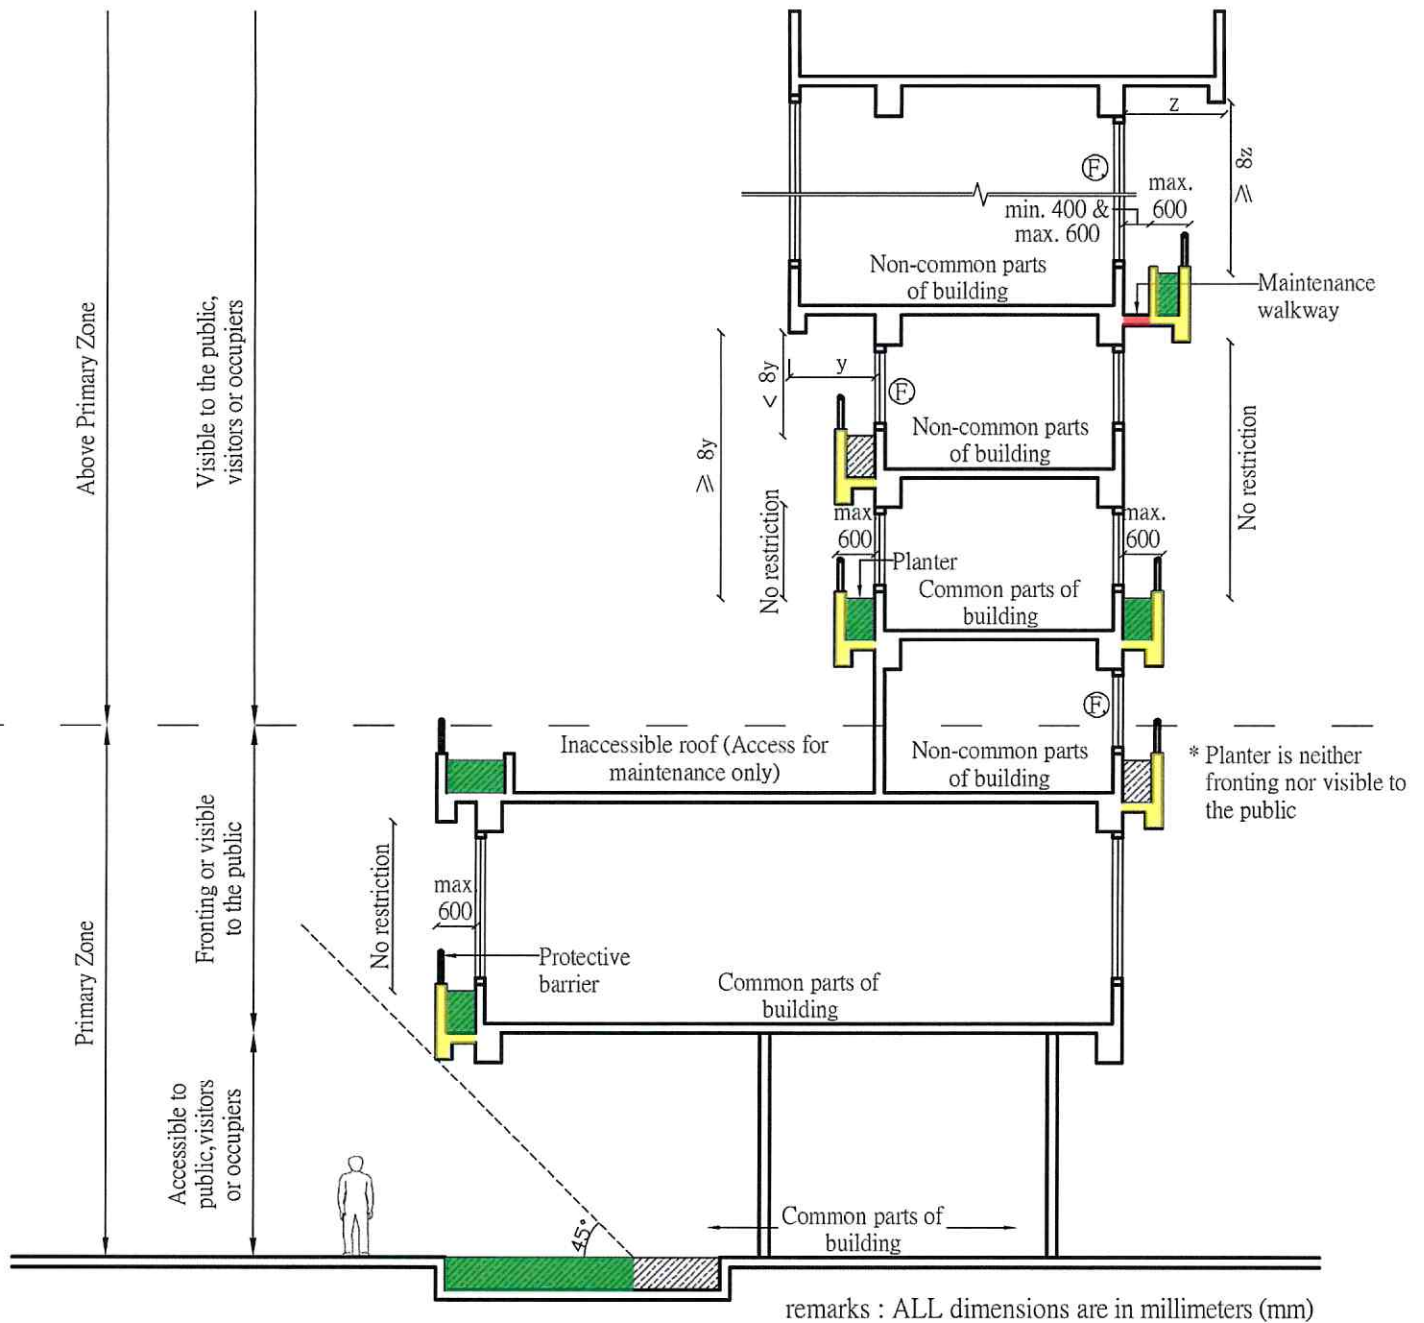 z
≥ 8z
F
max.
600
min. 400 &
max. 600
Non-common parts
of building
Maintenance
walkway
Above Primary Zone
Visible to the public,
visitors or occupiers
≥ 8y
< 8y
y
F
Non-common parts
of building
No restriction
No restriction
max
600
max.
600
Planter
Common parts of
building
F
Inaccessible roof (Access for
maintenance only)
Non-common parts
of building
* Planter is neither
fronting nor visible to
the public
Primary Zone
Fronting or visible
to the public
No restriction
max
600
Protective
barrier
Common parts of
building
Accessible to
public,visitors
or occupiers
45°
Common parts of
building
remarks : ALL dimensions are in millimeters (mm)